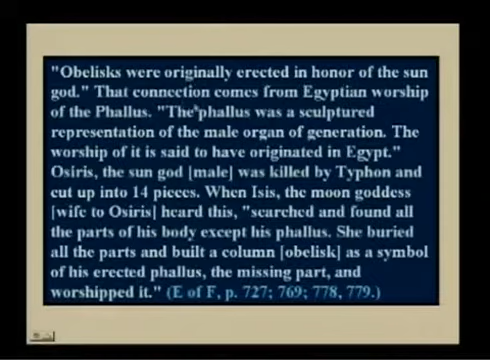 "Obelisks were originally erected in honor of the sun
god." That connection comes from Egyptian worship
of the Phallus. "The phallus was a sculptured
representation of the male organ of generation. The
worship of it is said to have originated in Egypt."
Osiris, the sun god [male] was killed by Typhon and
cut up into 14 pieces. When Isis, the moon goddess
[wife to Osiris] heard this, "searched and found all
the parts of his body except his phallus. She buried
all the parts and built a column [obelisk] as a symbol
of his erected phallus, the missing part, and
worshipped it." (E of F, p. 727; 769; 778, 779.)